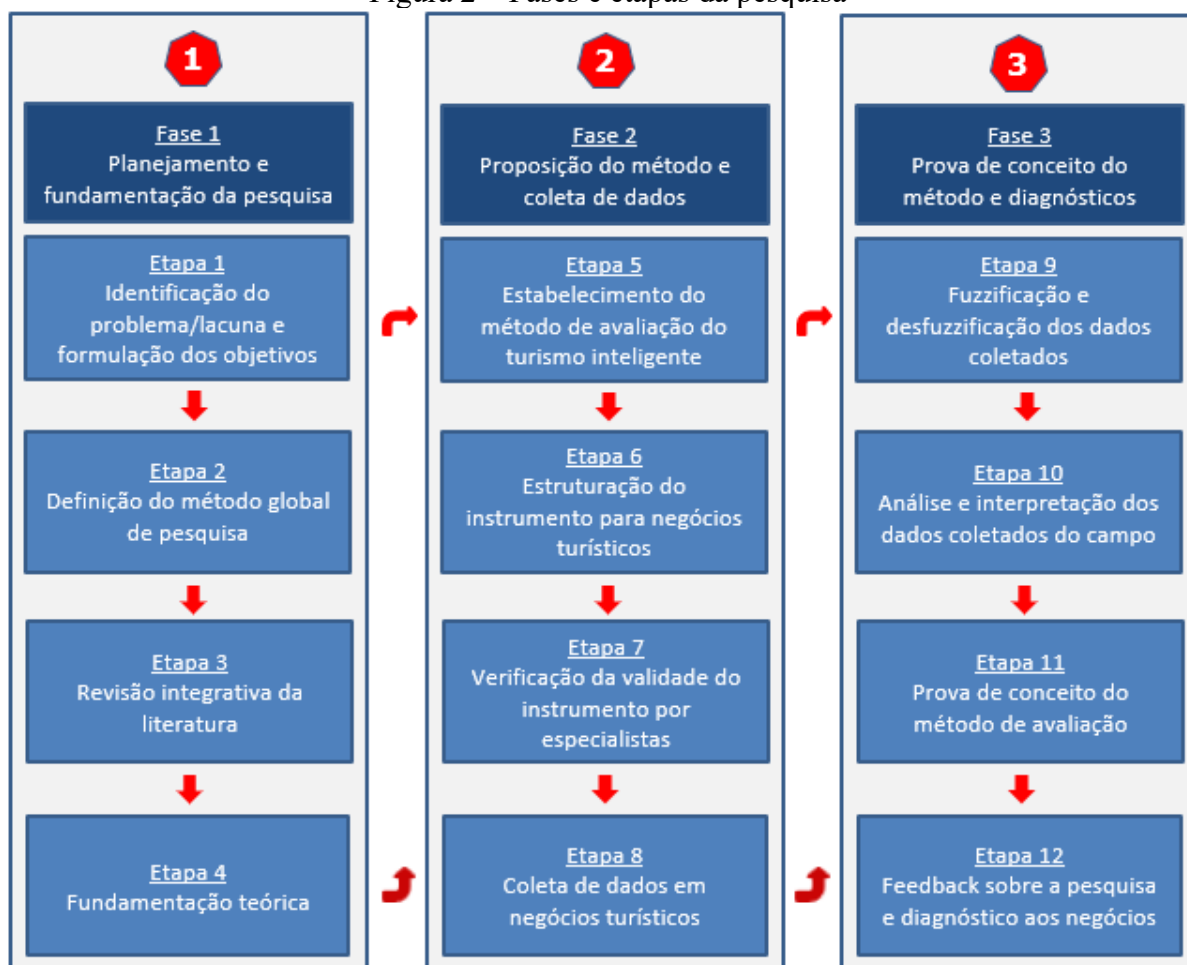 Figura 2 – Fases e etapas da pesquisa
1
Fase 1
Planejamento e
fundamentação da pesquisa
Etapa 1
Identificação do
problema/lacuna e
formulação dos objetivos
Etapa 2
Definição do método global
de pesquisa
Etapa 3
Revisão integrativa da
literatura
Etapa 4
Fundamentação teórica
2
Fase 2
Proposição do método e
coleta de dados
Etapa 5
Estabelecimento do
método de avaliação do
turismo inteligente
Etapa 6
Estruturação do
instrumento para negócios
turísticos
Etapa 7
Verificação da validade do
instrumento por
especialistas
Etapa 8
Coleta de dados em
negócios turísticos
3
Fase 3
Prova de conceito do
método e diagnósticos
Etapa 9
Fuzzificação e
desfuzzificação dos dados
coletados
Etapa 10
Análise e interpretação dos
dados coletados do campo
Etapa 11
Prova de conceito do
método de avaliação
Etapa 12
Feedback sobre a pesquisa
e diagnóstico aos negócios